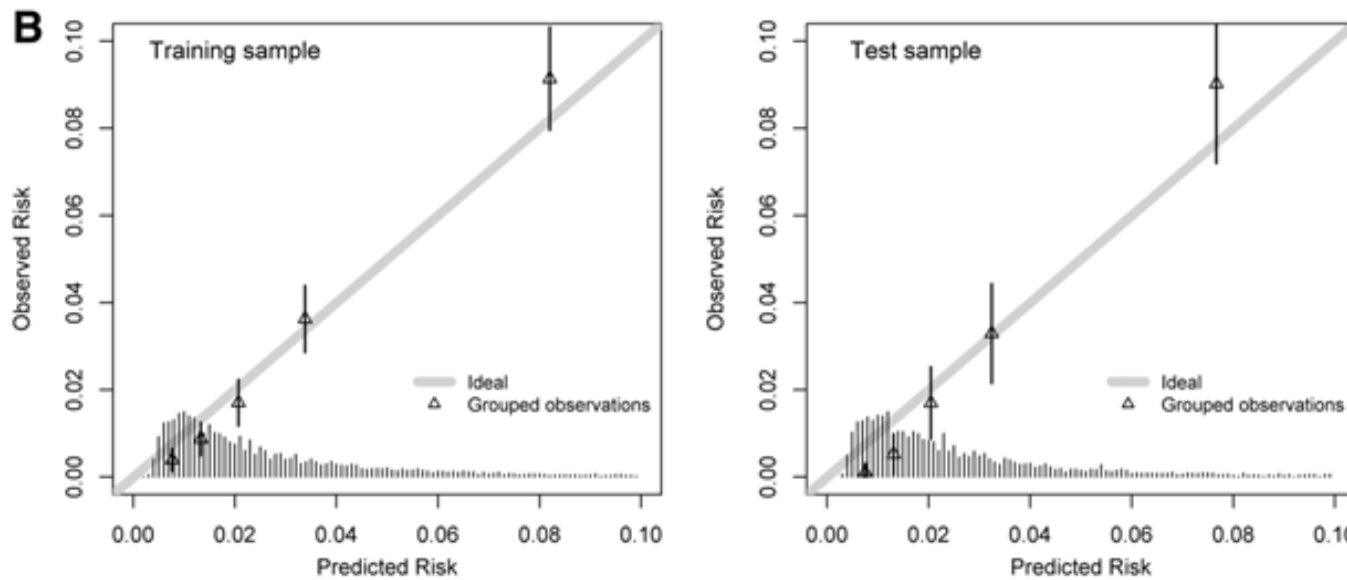 B
Training sample
0.10
0.08
0.06
0.04
0.02
0.00
Observed Risk
Ideal
Grouped observations
0.00 0.02 0.04 0.06 0.08 0.10
Predicted Risk
Test sample
0.10
0.08
0.06
0.04
0.02
0.00
Observed Risk
Ideal
Grouped observations
0.00 0.02 0.04 0.06 0.08 0.10
Predicted Risk